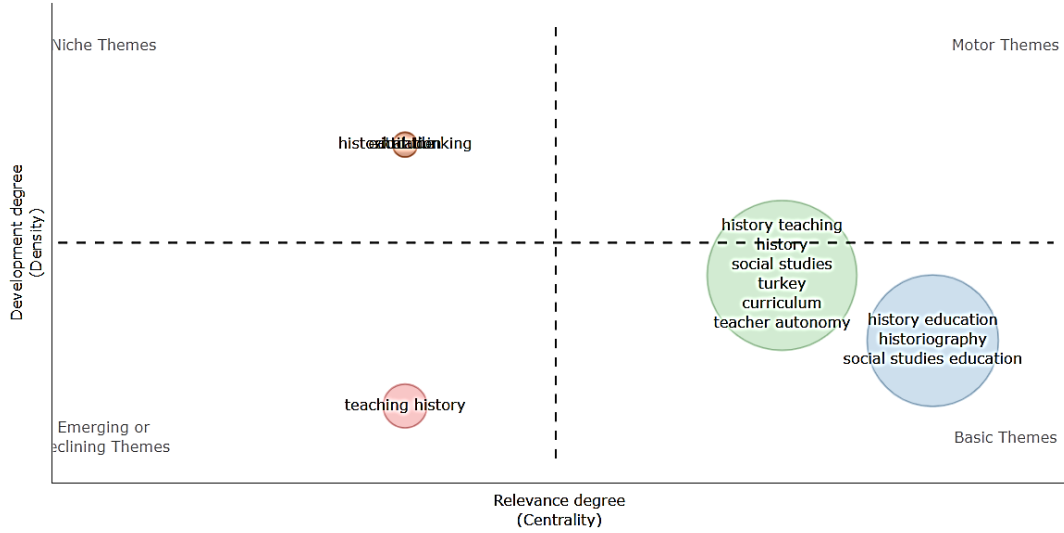 Niche Themes
Motor Themes
history teaching
history
social studies
turkey
curriculum
teacher autonomy
history education
historiography
social studies education
teaching history
Emerging or
eclining Themes
Basic Themes
Development degree
(Density)
Relevance degree
(Centrality)